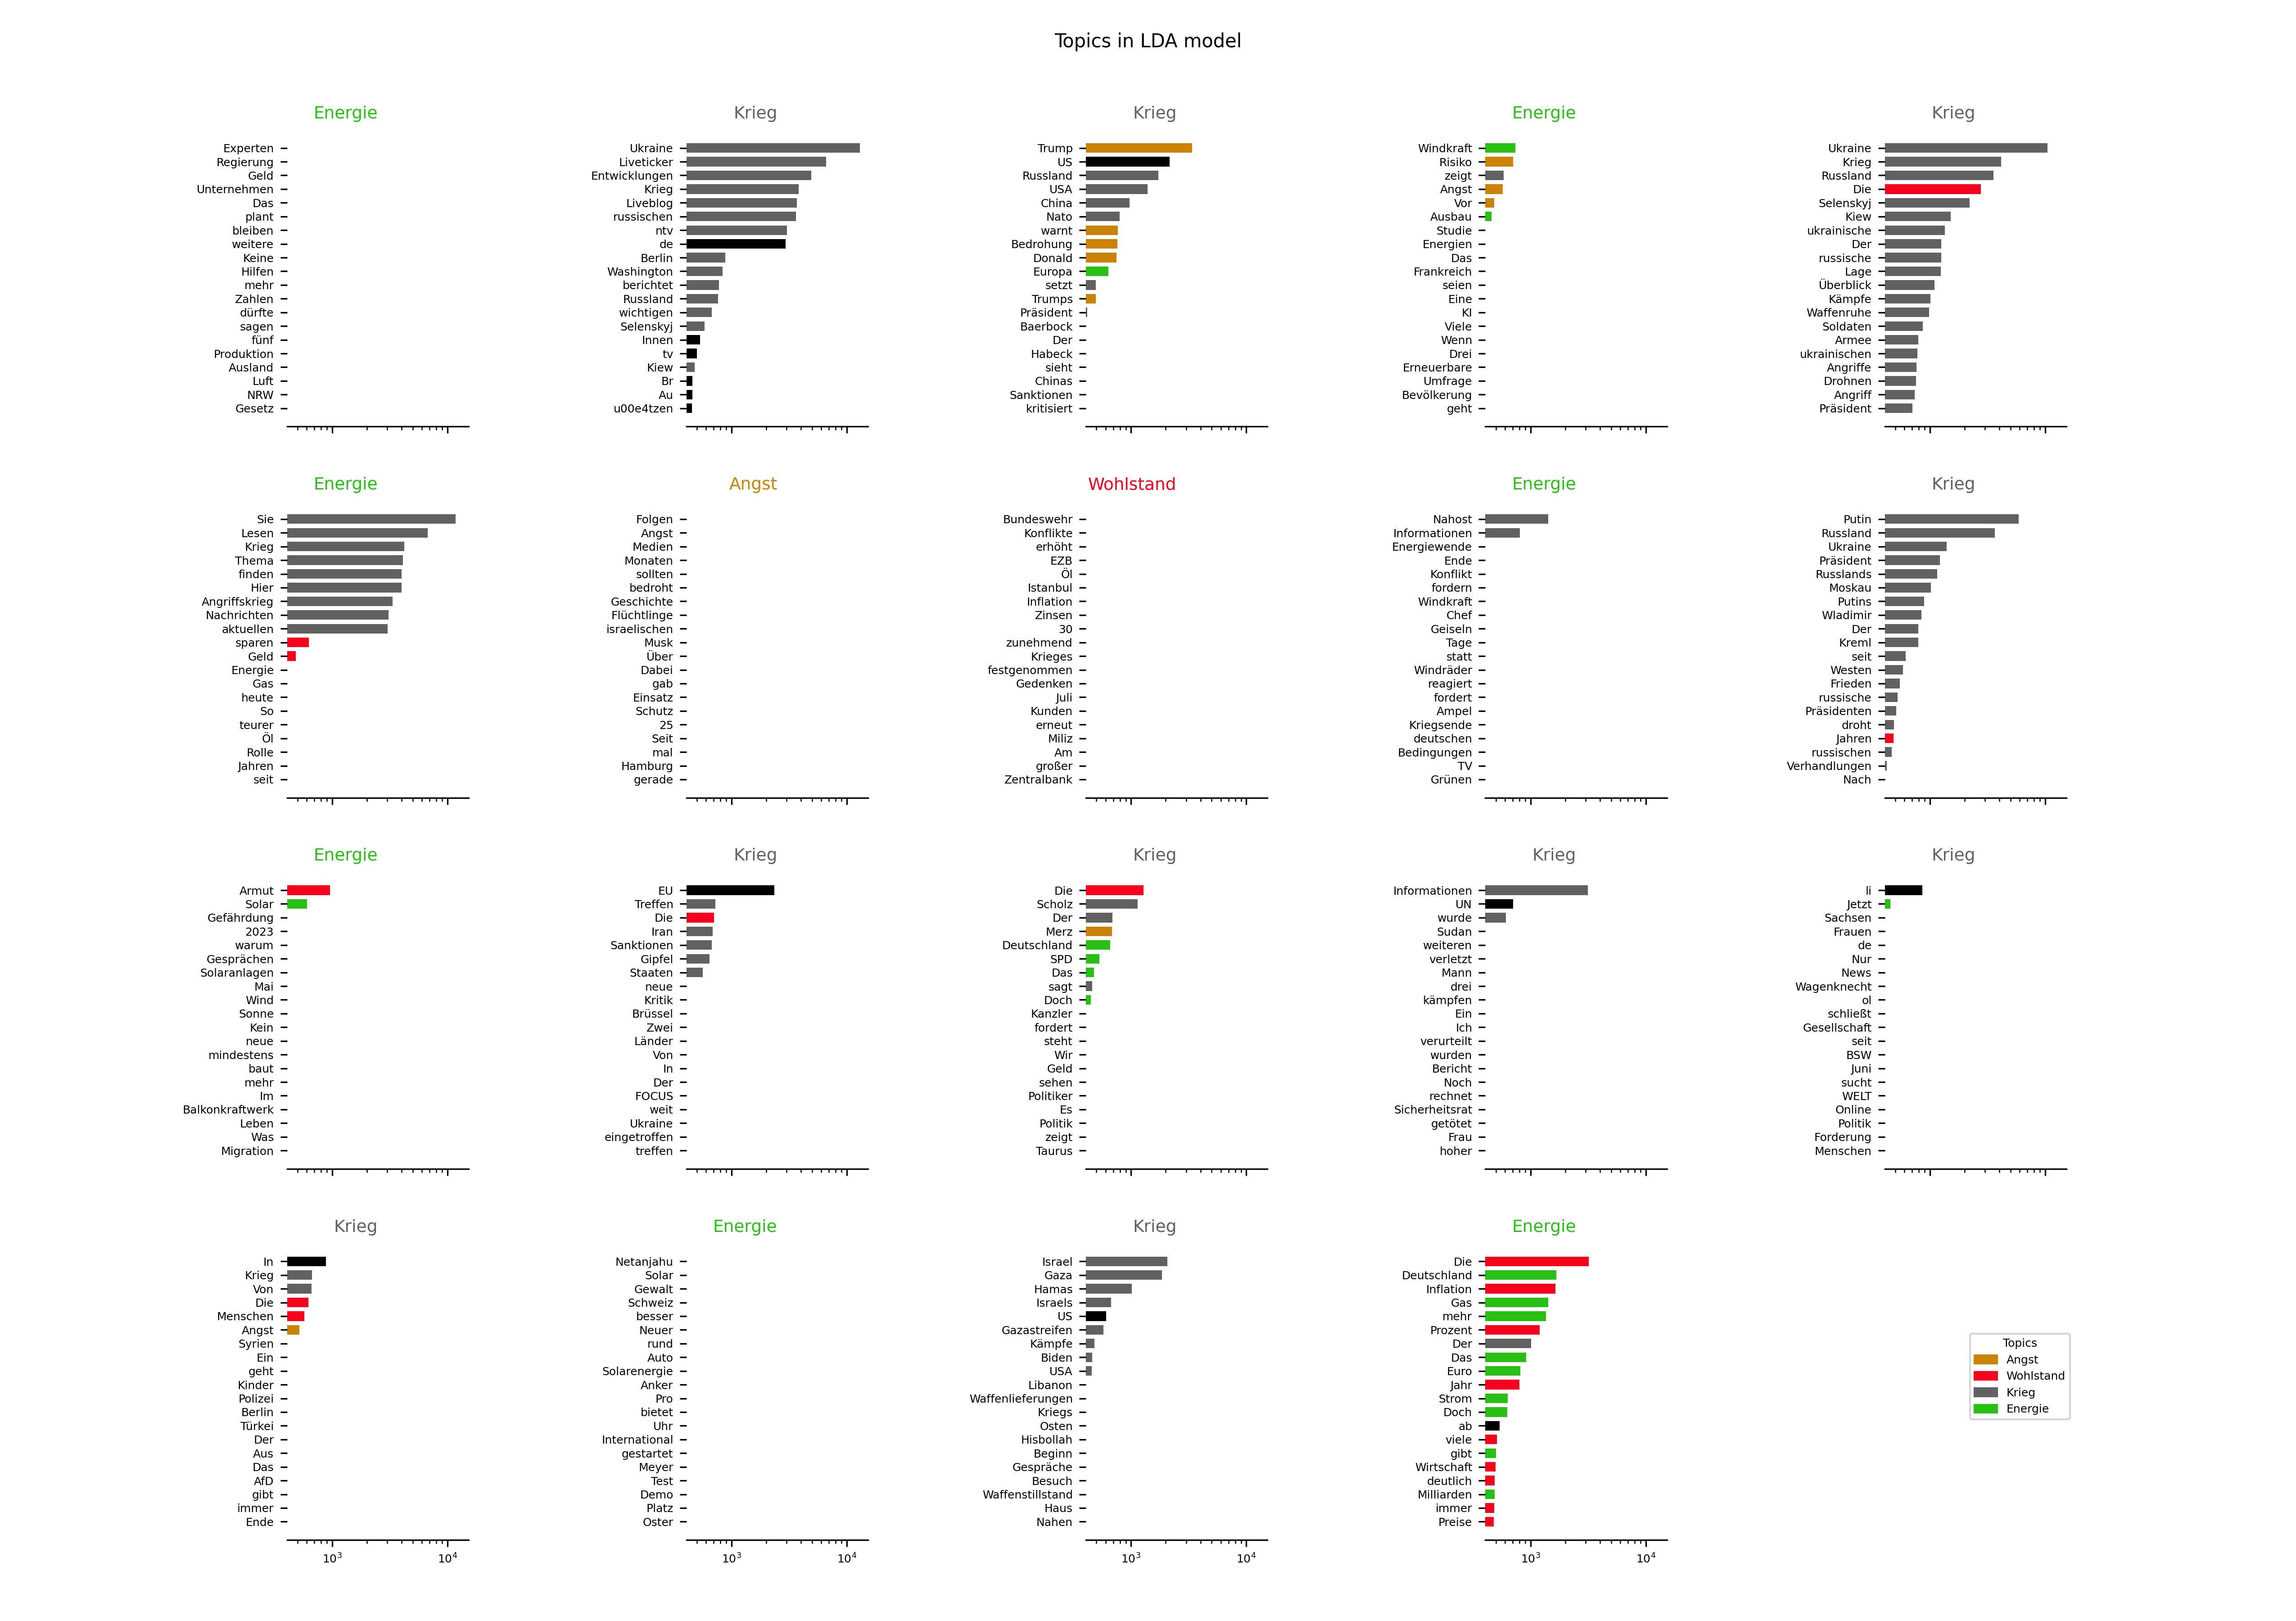 Topics in LDA model
Energie
Experten
Regierung
Geld
Unternehmen
Das
plant
bleiben
weitere
Keine
Hilfen
mehr
Zahlen
dürfte
sagen
fünf
Produktion
Ausland
Luft
NRW
Gesetz
Krieg
Ukraine
Liveticker
Entwicklungen
Krieg
Liveblog
russischen
ntv
de
Berlin
Washington
berichtet
Russland
wichtigen
Selenskyj
Innen
tv
Kiew
Br
Au
u00e4tzen
Krieg
Trump
US
Russland
USA
China
Nato
warnt
Bedrohung
Donald
Europa
setzt
Trumps
Präsident
Baerbock
Der
Habeck
sieht
Chinas
Sanktionen
kritisiert
Energie
Windkraft
Risiko
zeigt
Angst
Vor
Ausbau
Studie
Energien
Das
Frankreich
seien
Eine
KI
Viele
Wenn
Drei
Erneuerbare
Umfrage
Bevölkerung
geht
Krieg
Ukraine
Krieg
Russland
Die
Selenskyj
Kiew
ukrainische
Der
russische
Lage
Überblick
Kämpfe
Waffenruhe
Soldaten
Armee
ukrainischen
Angriffe
Drohnen
Angriff
Präsident
Energie
Sie
Lesen
Krieg
Thema
finden
Hier
Angriffskrieg
Nachrichten
aktuellen
sparen
Geld
Energie
Gas
heute
So
teurer
Öl
Rolle
Jahren
seit
Angst
Folgen
Angst
Medien
Monaten
sollten
bedroht
Geschichte
Flüchtlinge
israelischen
Musk
Über
Dabei
gab
Einsatz
Schutz
25
Seit
mal
Hamburg
gerade
Wohlstand
Bundeswehr
Konflikte
erhöht
EZB
Öl
Istanbul
Inflation
Zinsen
30
zunehmend
Krieges
festgenommen
Gedenken
Juli
Kunden
erneut
Miliz
Am
großer
Zentralbank
Energie
Nahost
Informationen
Energiewende
Ende
Konflikt
fordern
Windkraft
Chef
Geiseln
Tage
statt
Windräder
reagiert
fordert
Ampel
Kriegsende
deutschen
Bedingungen
TV
Grünen
Krieg
Putin
Russland
Ukraine
Präsident
Russlands
Moskau
Putins
Wladimir
Der
Kreml
seit
Westen
Frieden
russische
Präsidenten
droht
Jahren
russischen
Verhandlungen
Nach
Energie
Armut
Solar
Gefährdung
2023
warum
Gesprächen
Solaranlagen
Mai
Wind
Sonne
Kein
neue
mindestens
baut
mehr
Im
Balkonkraftwerk
Leben
Was
Migration
Krieg
EU
Treffen
Die
Iran
Sanktionen
Gipfel
Staaten
neue
Kritik
Brüssel
Zwei
Länder
Von
In
Der
FOCUS
weit
Ukraine
eingetroffen
treffen
Krieg
Die
Scholz
Der
Merz
Deutschland
SPD
Das
sagt
Doch
Kanzler
fordert
steht
Wir
Geld
sehen
Politiker
Es
Politik
zeigt
Taurus
Krieg
Informationen
UN
wurde
Sudan
weiteren
verletzt
Mann
drei
kämpfen
Ein
Ich
verurteilt
wurden
Bericht
Noch
rechnet
Sicherheitsrat
getötet
Frau
hoher
Krieg
li
Jetzt
Sachsen
Frauen
de
Nur
News
Wagenknecht
ol
schließt
Gesellschaft
seit
BSW
Juni
sucht
WELT
Online
Politik
Forderung
Menschen
Krieg
In
Krieg
Von
Die
Menschen
Angst
Syrien
Ein
geht
Kinder
Polizei
Berlin
Türkei
Der
Aus
Das
AfD
gibt
immer
Ende
10³ 10⁴
Energie
Netanjahu
Solar
Gewalt
Schweiz
besser
Neuer
rund
Auto
Solarenergie
Anker
Pro
bietet
Uhr
International
gestartet
Meyer
Test
Demo
Platz
Oster
10³ 10⁴
Krieg
Israel
Gaza
Hamas
Israels
US
Gazastreifen
Kämpfe
Biden
USA
Libanon
Waffenlieferungen
Kriegs
Osten
Hisbollah
Beginn
Gespräche
Besuch
Waffenstillstand
Haus
Nahen
10³ 10⁴
Energie
Die
Deutschland
Inflation
Gas
mehr
Prozent
Der
Das
Euro
Jahr
Strom
Doch
ab
viele
gibt
Wirtschaft
deutlich
Milliarden
immer
Preise
10³ 10⁴
Topics
Angst
Wohlstand
Krieg
Energie